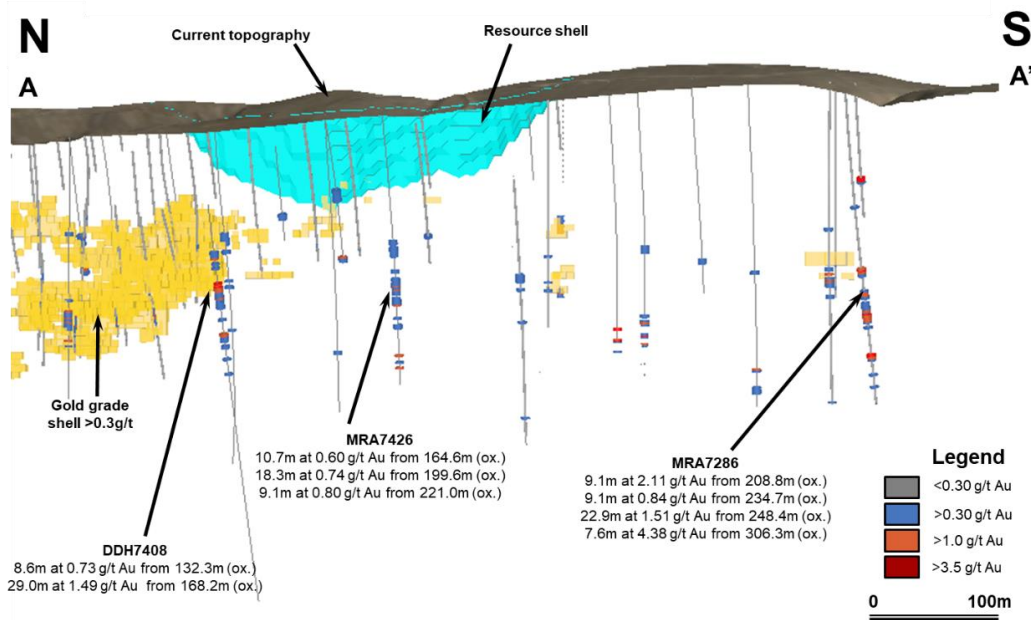 N
S
A
A'
Current topography
Resource shell
Gold grade
shell >0.3g/t
MRA7426
10.7m at 0.60 g/t Au from 164.6m (ox.)
18.3m at 0.74 g/t Au from 199.6m (ox.)
9.1m at 0.80 g/t Au from 221.0m (ox.)
MRA7286
9.1m at 2.11 g/t Au from 208.8m (ox.)
9.1m at 0.84 g/t Au from 234.7m (ox.)
22.9m at 1.51 g/t Au from 248.4m (ox.)
7.6m at 4.38 g/t Au from 306.3m (ox.)
DDH7408
8.6m at 0.73 g/t Au from 132.3m (ox.)
29.0m at 1.49 g/t Au from 168.2m (ox.)
Legend
<0.30 g/t Au
>0.30 g/t Au
>1.0 g/t Au
>3.5 g/t Au
0 100m